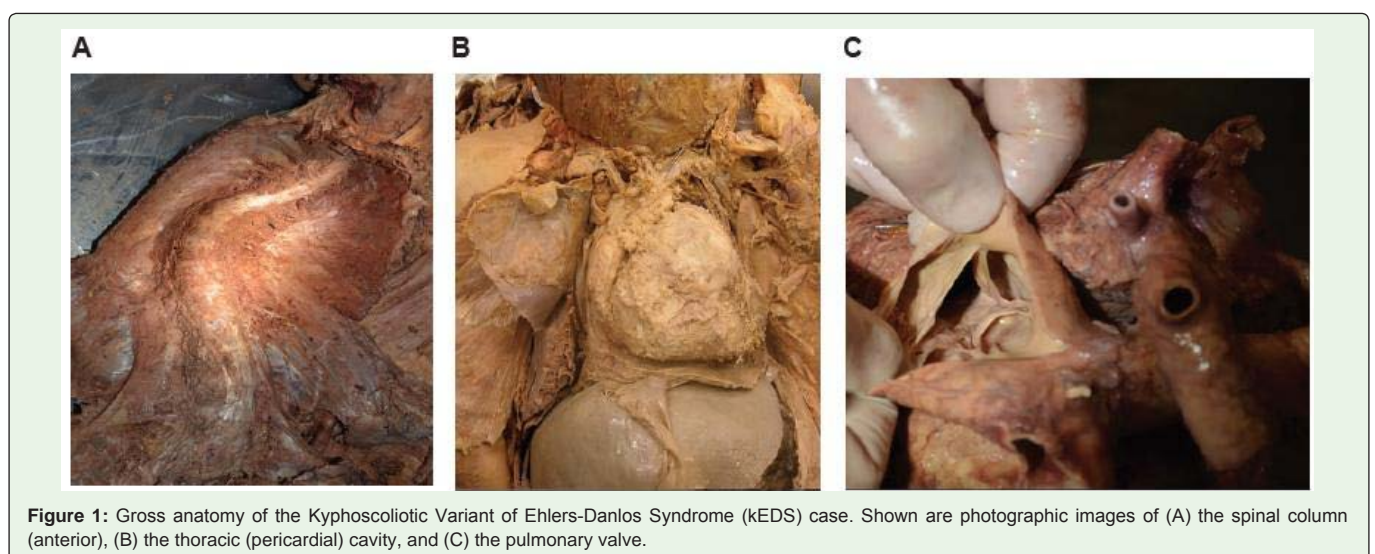 A
B
C
Figure 1: Gross anatomy of the Kyphoscoliotic Variant of Ehlers-Danlos Syndrome (kEDS) case. Shown are photographic images of (A) the spinal column
(anterior), (B) the thoracic (pericardial) cavity, and (C) the pulmonary valve.